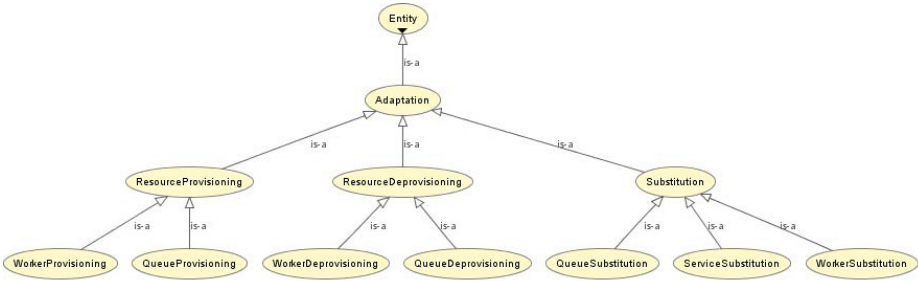 Entity
is-a
Adaptation
is-a
is-a
is-a
ResourceProvisioning
ResourceDeprovisioning
Substitution
is-a
is-a
is-a
is-a
is-a
is-a
is-a
WorkerProvisioning
QueueProvisioning
WorkerDeprovisioning
QueueDeprovisioning
QueueSubstitution
ServiceSubstitution
WorkerSubstitution